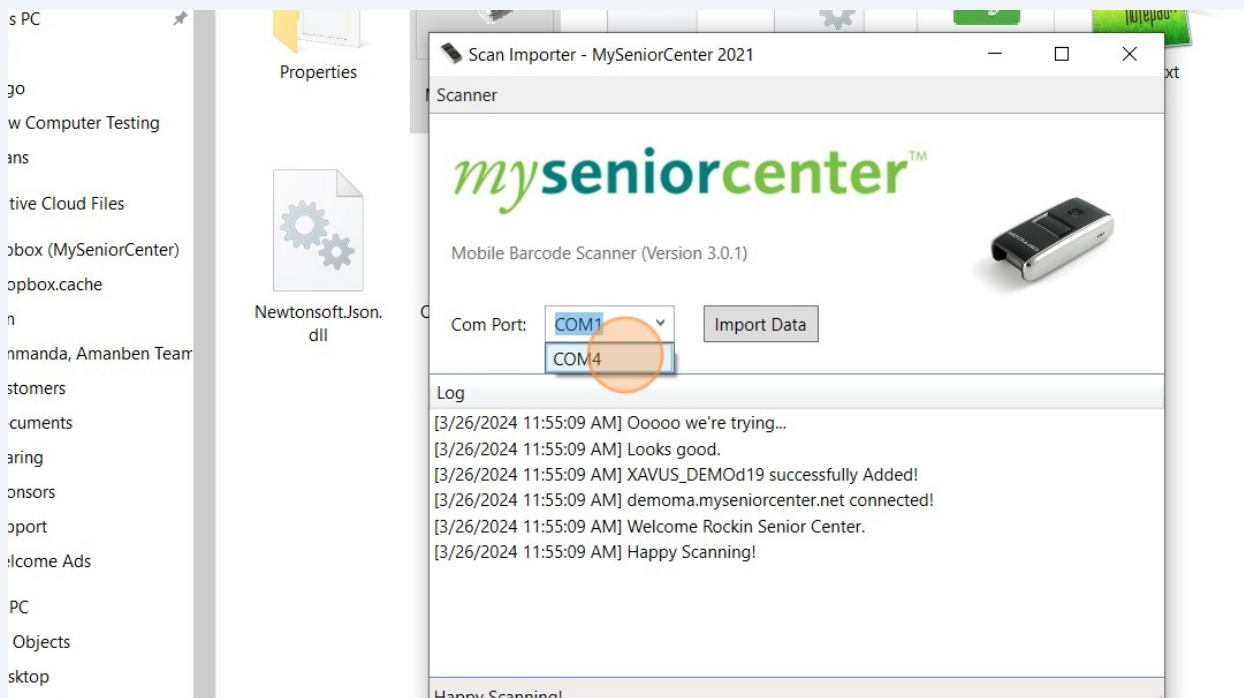 s PC
go
w Computer Testing
ans
tive Cloud Files
obox (MySeniorCenter)
opbox.cache
n
nmanda, Amanben Team
stomers
cuments
aring
onsors
pport
elcome Ads
PC
Objects
sktop
Properties
NewtonsoftJson.
dll
xt
Scan Importer - MySeniorCenter 2021
Scanner
myseniorcenter™
Mobile Barcode Scanner (Version 3.0.1)
OPTICON
Com Port:
COM1
Import Data
COM4
Log
[3/26/2024 11:55:09 AM] Ooooo we're trying...
[3/26/2024 11:55:09 AM] Looks good.
[3/26/2024 11:55:09 AM] XAVUS_DEMOd19 successfully Added!
[3/26/2024 11:55:09 AM] demoma.myseniorcenter.net connected!
[3/26/2024 11:55:09 AM] Welcome Rockin Senior Center.
[3/26/2024 11:55:09 AM] Happy Scanning!
Happy Scanning!